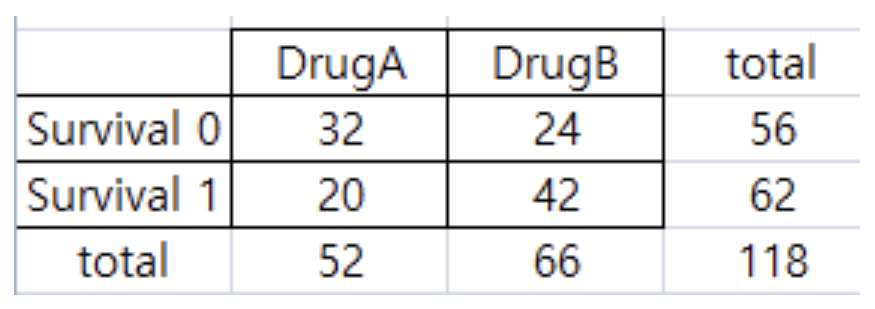 DrugA DrugB total
Survival 0 32 24 56
Survival 1 20 42 62
total 52 66 118